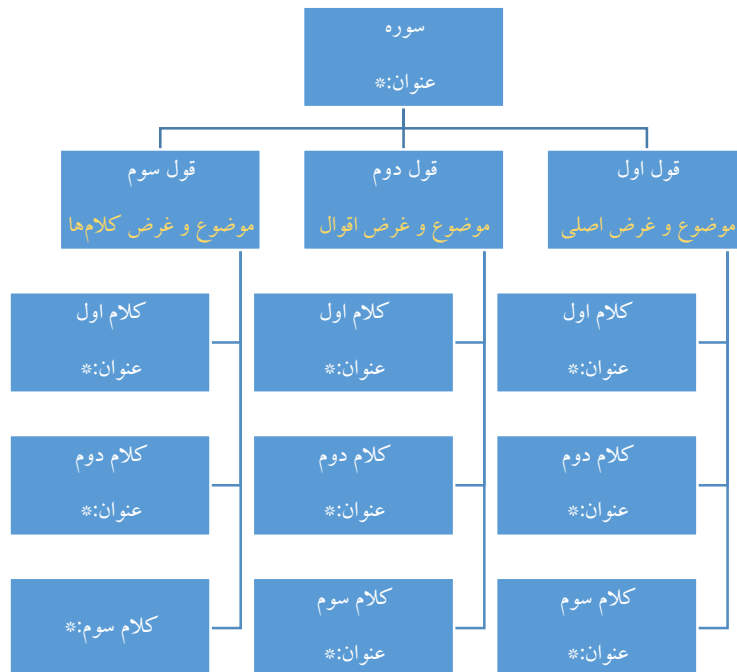 سوره
عنوان:*
قول اول
موضوع و غرض اصلی
قول دوم
موضوع و غرض اقوال
قول سوم
موضوع و غرض کلام‌ها
کلام اول
عنوان:*
کلام اول
عنوان:*
کلام اول
عنوان:*
کلام دوم
عنوان:*
کلام دوم
عنوان:*
کلام دوم
عنوان:*
کلام سوم
عنوان:*
کلام سوم
عنوان:*
کلام سوم:*